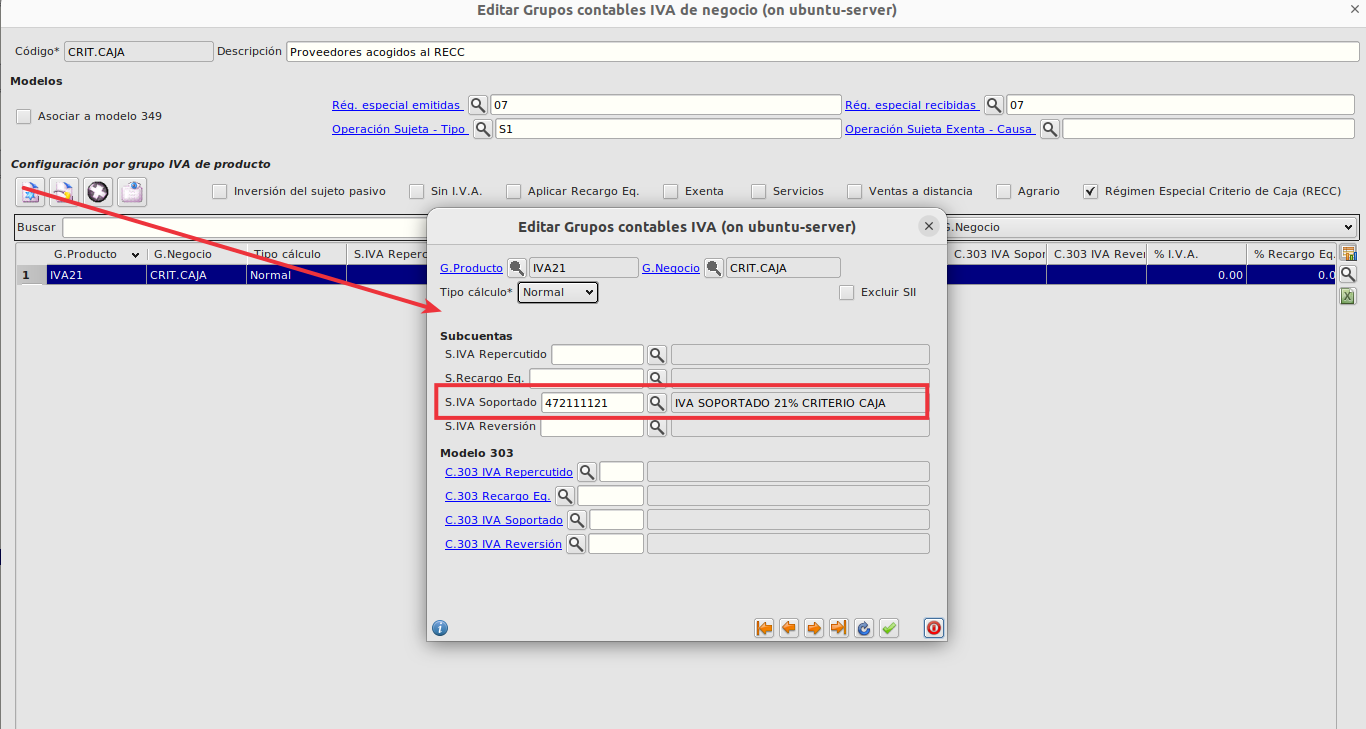 Editar Grupos contables IVA de negocio (on ubuntu-server)
Código* CRIT.CAJA Descripción Proveedores acogidos al RECC
Modelos
Asociar a modelo 349
Rég. especial emitidas 07 Rég. especial recibidas 07
Operación Sujeta - Tipo S1 Operación Sujeta Exenta - Causa
Configuración por grupo IVA de producto
Inversión del sujeto pasivo Sin I.V.A. Aplicar Recargo Eq. Exenta Servicios Ventas a distancia Agrario Régimen Especial Criterio de Caja (RECC)
Buscar G.Negocio
G.Producto G.Negocio Tipo cálculo S.IVA Reperc C.303 IVA Sopor C.303 IVA Rever % I.V.A. % Recargo Eq.
1 IVA21 CRIT.CAJA Normal 0.00 0.0
Editar Grupos contables IVA (on ubuntu-server)
G.Producto IVA21 G.Negocio CRIT.CAJA
Tipo cálculo* Normal Excluir SII
Subcuentas
S.IVA Repercutido
S.Recargo Eq.
S.IVA Soportado 472111121 IVA SOPORTADO 21% CRITERIO CAJA
S.IVA Reversión
Modelo 303
C.303 IVA Repercutido
C.303 Recargo Eq.
C.303 IVA Soportado
C.303 IVA Reversión